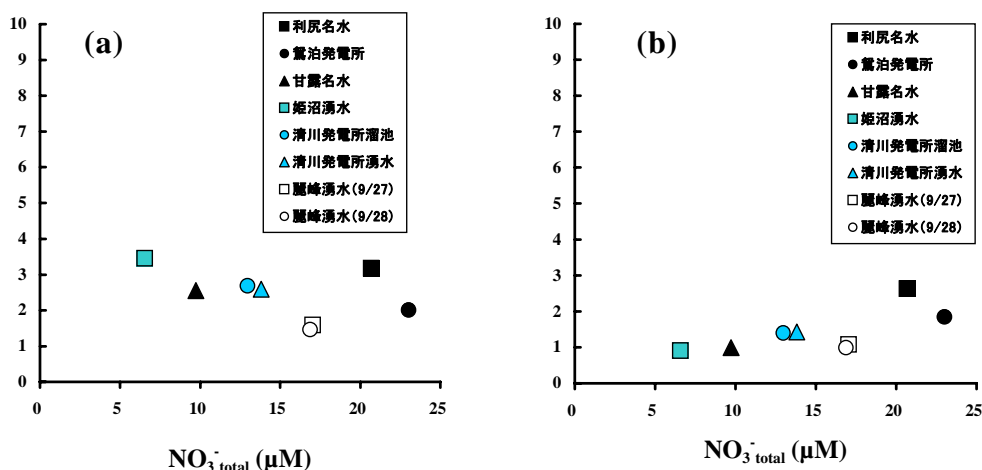 (a)
10
9
8
7
6
5
4
3
2
1
0
0 5 10 15 20 25
利尻名水
鴛泊発電所
甘露名水
姫沼湧水
清川発電所溜池
清川発電所湧水
麗峰湧水(9/27)
麗峰湧水(9/28)
NO₃⁻total (μM)
(b)
10
9
8
7
6
5
4
3
2
1
0
0 5 10 15 20 25
利尻名水
鴛泊発電所
甘露名水
姫沼湧水
清川発電所溜池
清川発電所湧水
麗峰湧水(9/27)
麗峰湧水(9/28)
NO₃⁻total (μM)